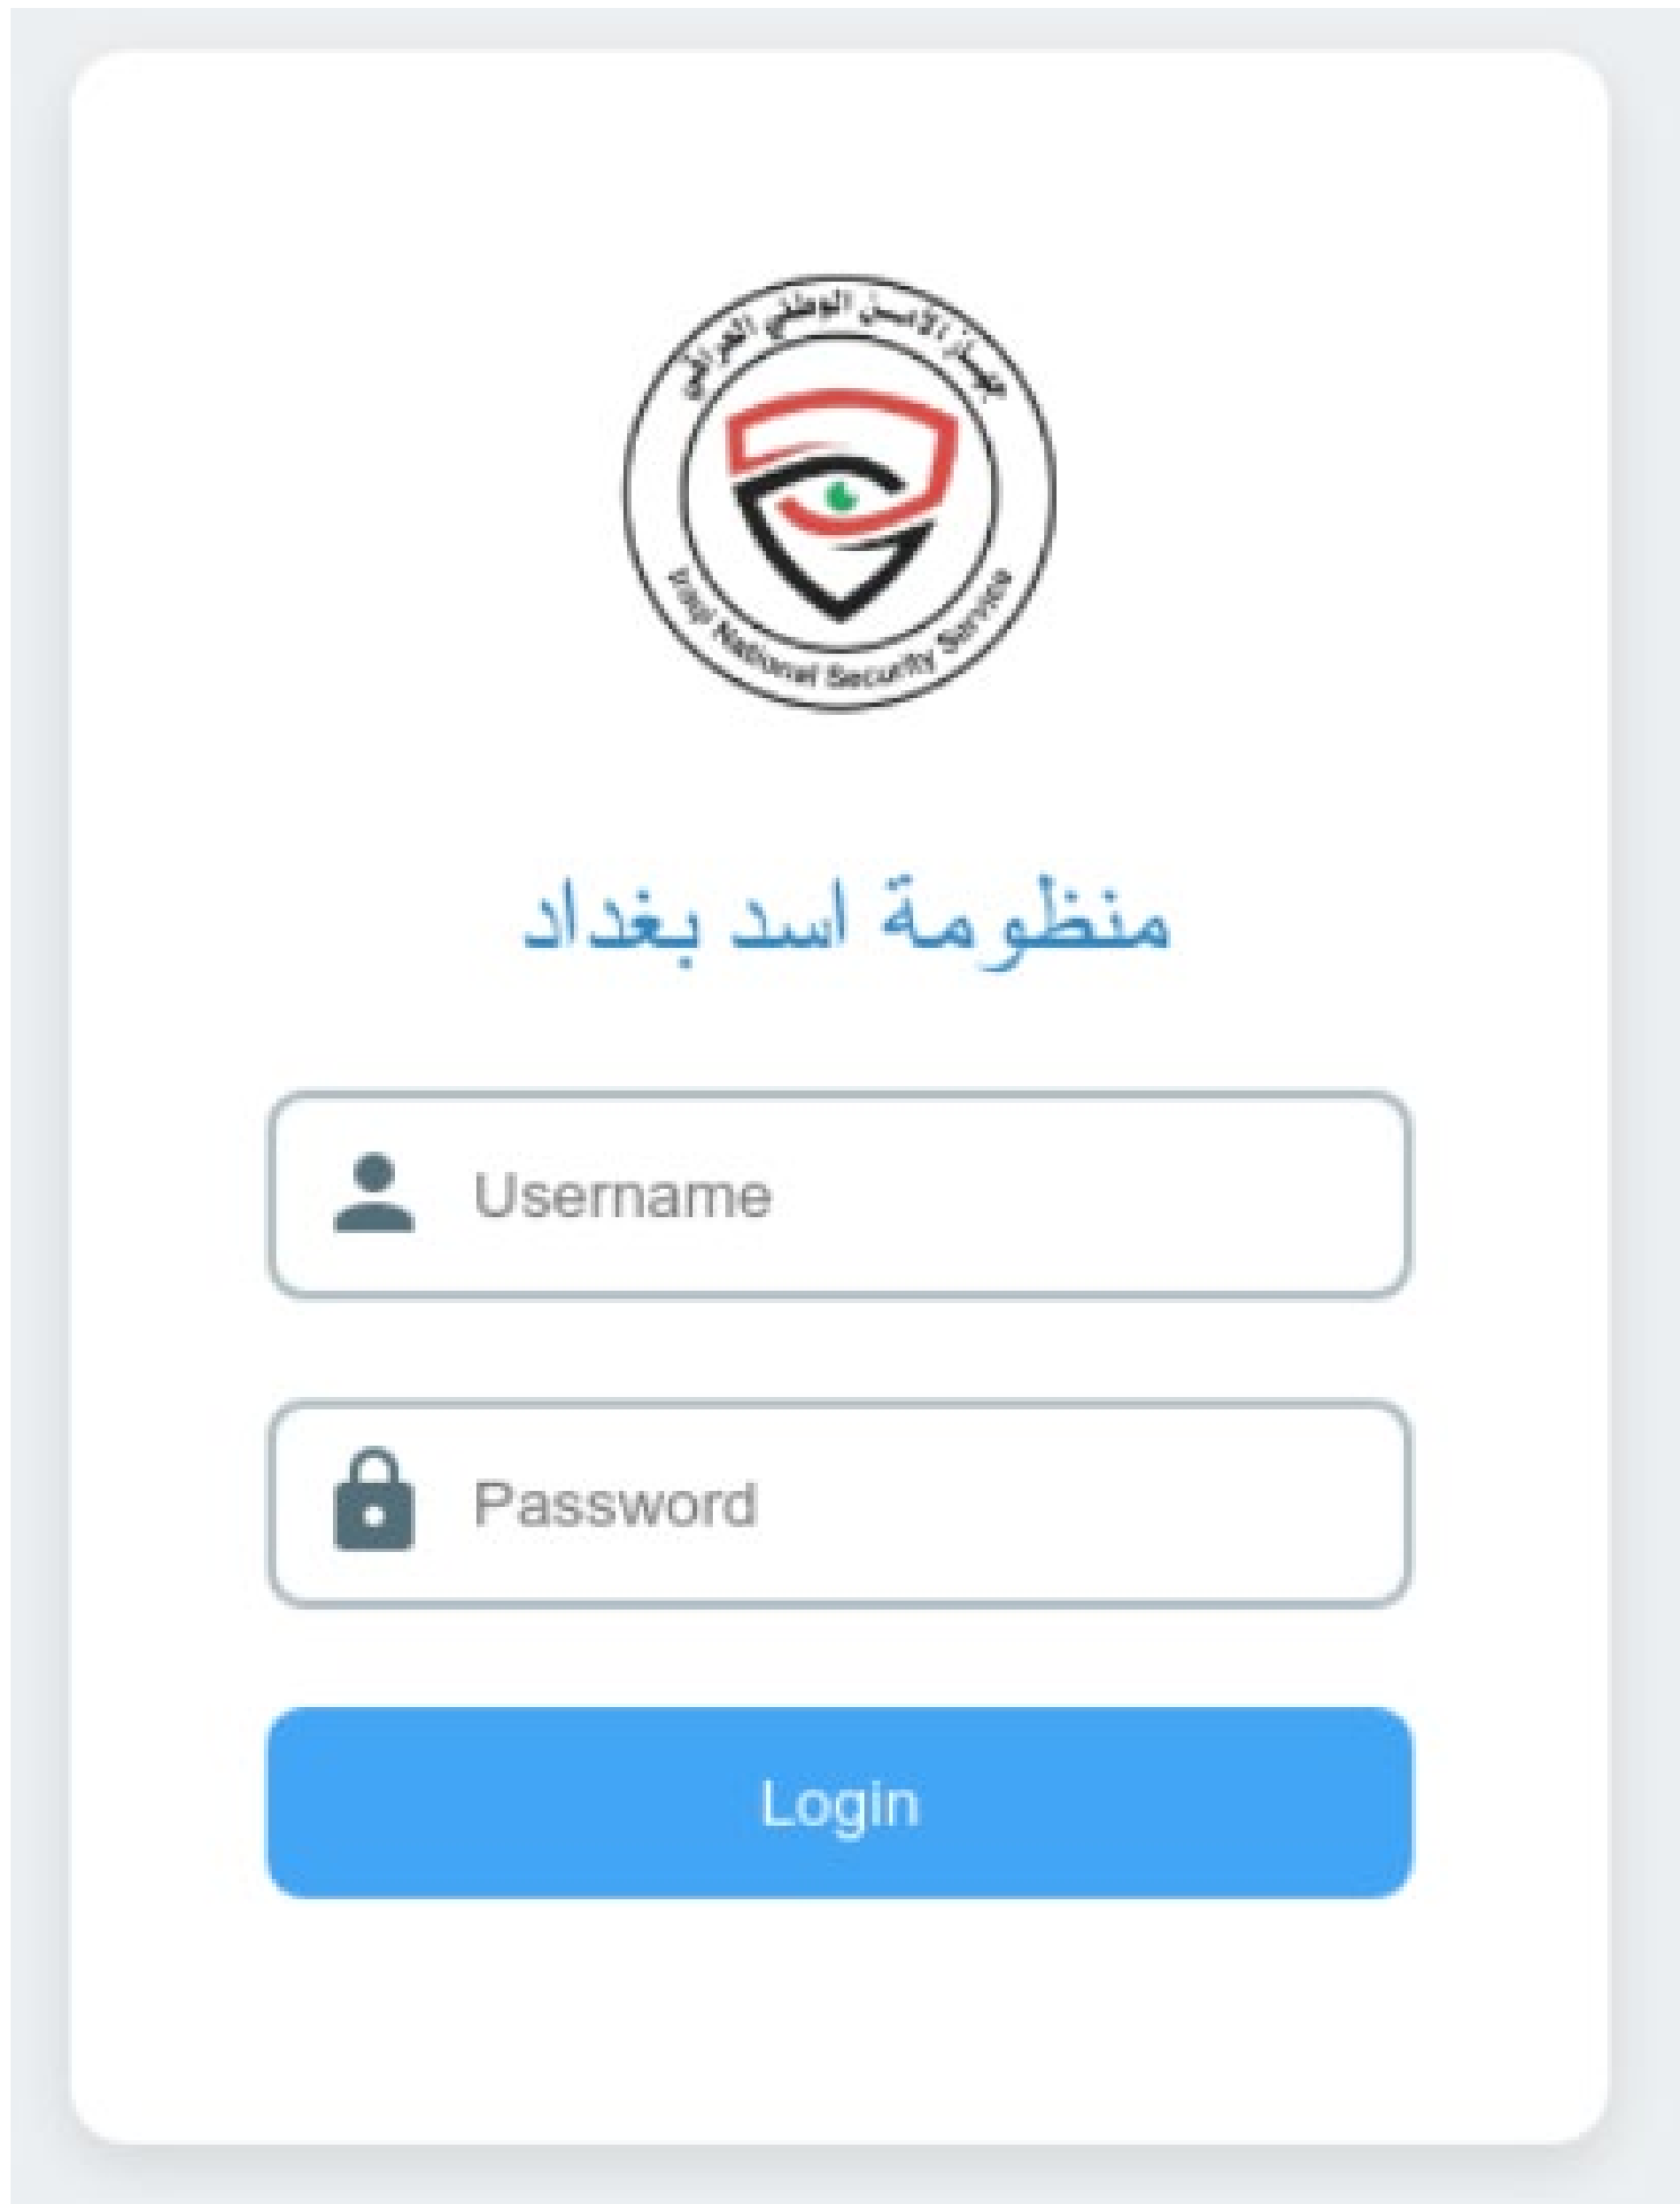 جهاز الأمن الوطني العراقي
Iraqi National Security Service
منظومة اسد بغداد
Username
Password
Login